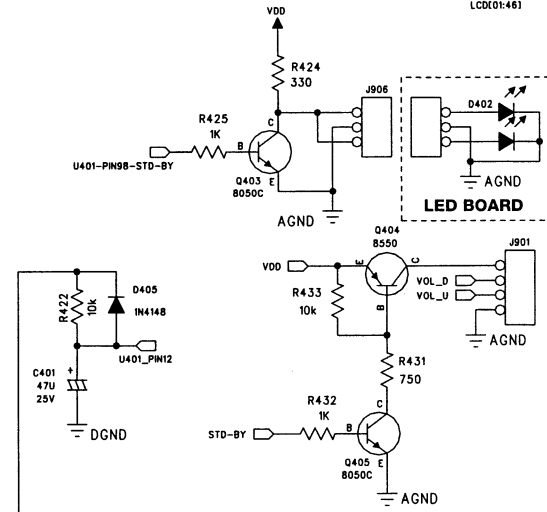 LCD[01:46]
VDD
R424
330
J906
D402
R425
1K
C
B
E
U401-PIN98-STD-BY
Q403
8050C
AGND
AGND
LED BOARD
Q404
8550
VDD
E
C
B
J901
VOL_D
VOL_U
R433
10k
AGND
R422
10k
D405
1N4148
U401_PIN12
C401
47U
25V
+
DGND
R431
750
R432
1K
STD-BY
B
C
E
Q405
8050C
AGND